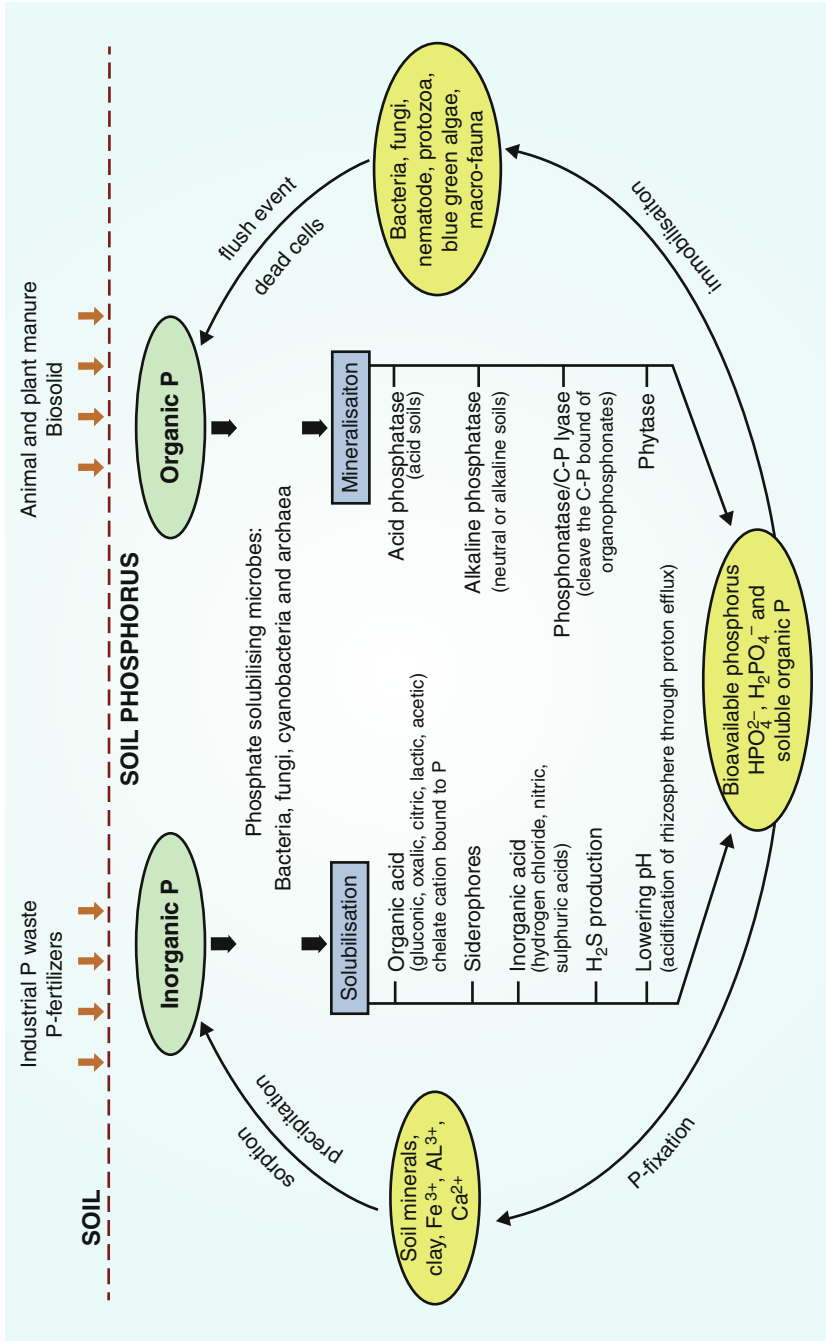 Industrial P waste
P-fertilizers
Animal and plant manure
Biosolid
SOIL
SOIL PHOSPHORUS
Inorganic P
Organic P
sorption
precipitation
flush event
dead cells
Phosphate solubilising microbes:
Bacteria, fungi, cyanobacteria and archaea
Soil minerals,
clay, Fe³⁺, AL³⁺,
Ca²⁺
Solubilisation
Organic acid
(gluconic, oxalic, citric, lactic, acetic)
chelate cation bound to P
Siderophores
Inorganic acid
(hydrogen chloride, nitric,
sulphuric acids)
H₂S production
Lowering pH
(acidification of rhizosphere through proton efflux)
Mineralisaiton
Acid phosphatase
(acid soils)
Alkaline phosphatase
(neutral or alkaline soils)
Phosphonatase/C-P lyase
(cleave the C-P bound of
organophosphonates)
Phytase
Bacteria, fungi,
nematode, protozoa,
blue green algae,
macro-fauna
P-fixation
immobilisaiton
Bioavailable phosphorus
HPO₄²⁻, H₂PO₄⁻ and
soluble organic P